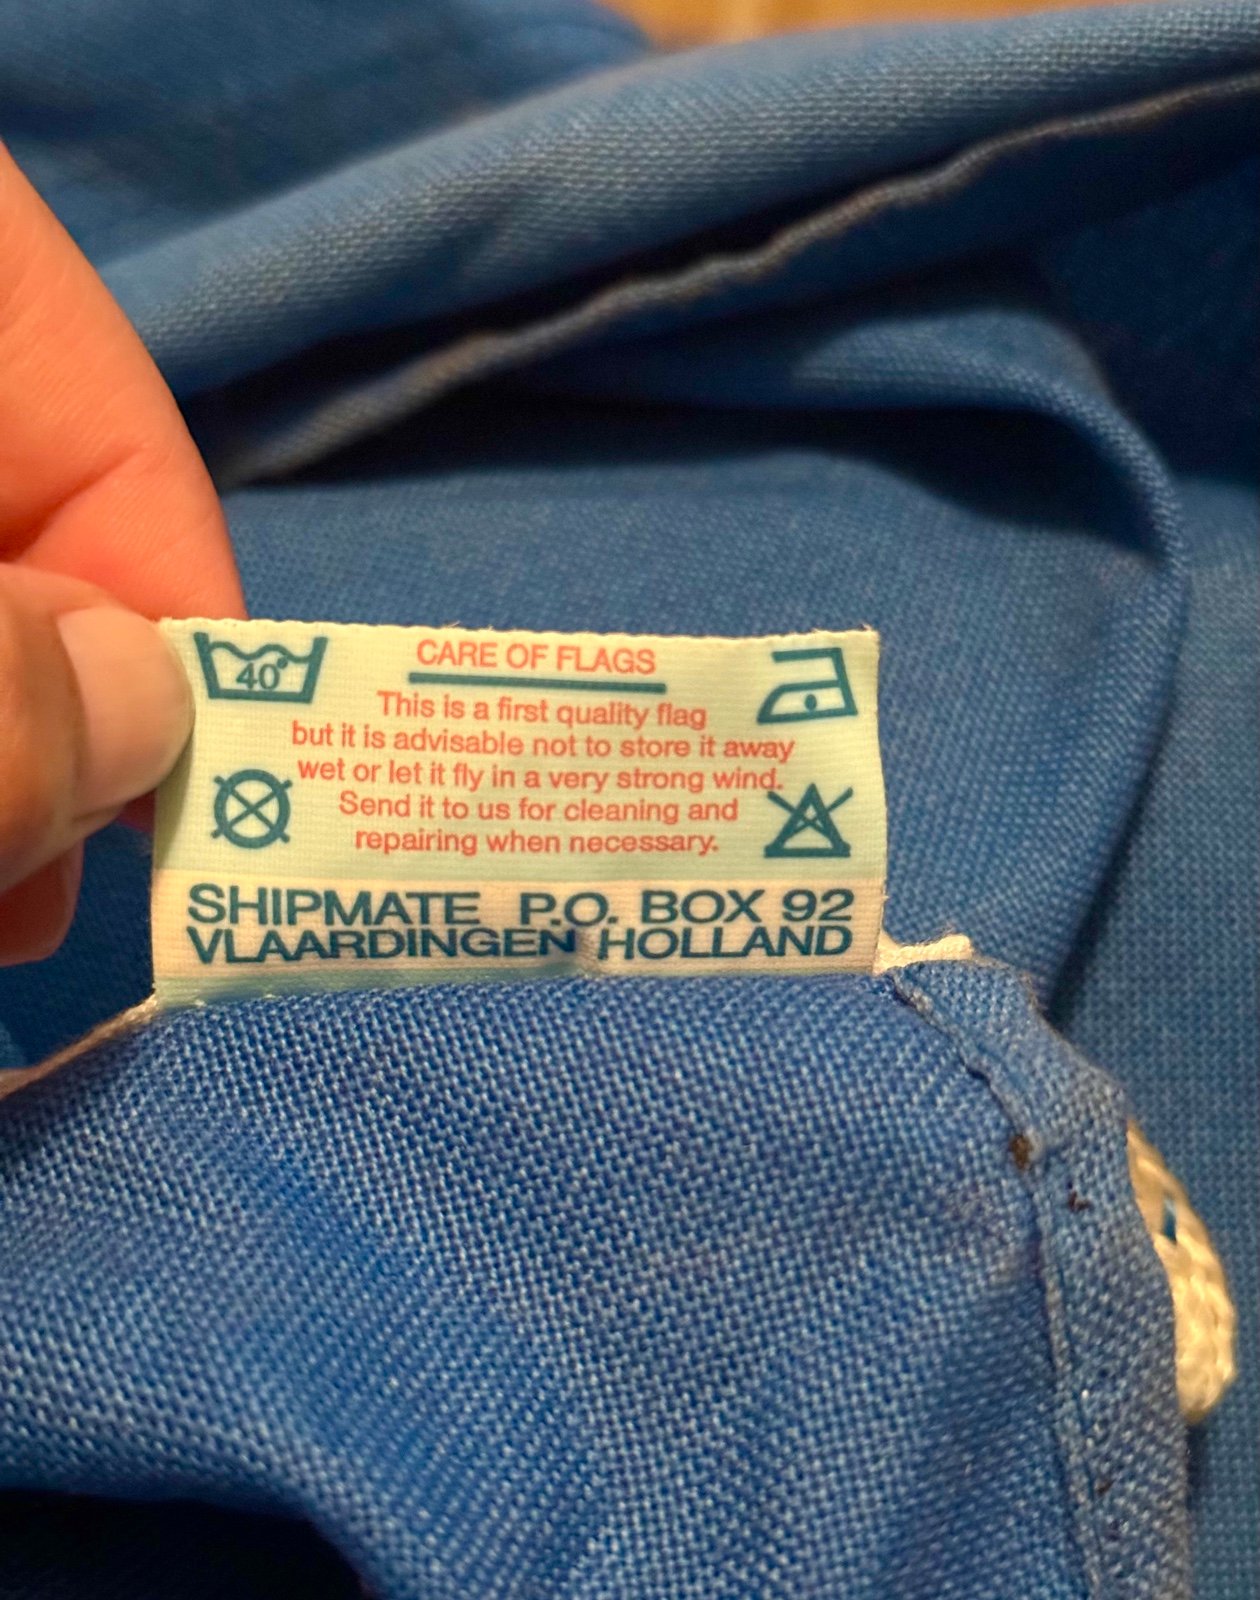 40°
CARE OF FLAGS
This is a first quality flag
but it is advisable not to store it away
wet or let it fly in a very strong wind.
Send it to us for cleaning and
repairing when necessary.
SHIPMATE P.O. BOX 92
VLAARDINGEN HOLLAND